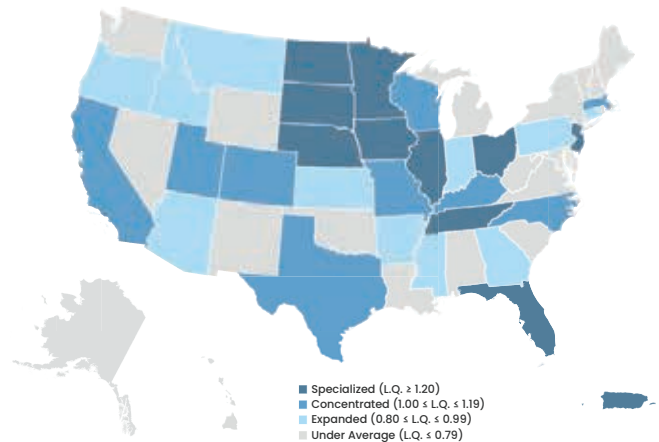 Specialized (L.Q. ≥ 1.20)
Concentrated (1.00 ≤ L.Q. ≤ 1.19)
Expanded (0.80 ≤ L.Q. ≤ 0.99)
Under Average (L.Q. ≤ 0.79)